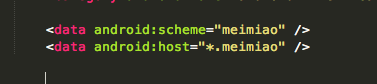 <data android:scheme="meimiao" />
<data android:host="*.meimiao" />